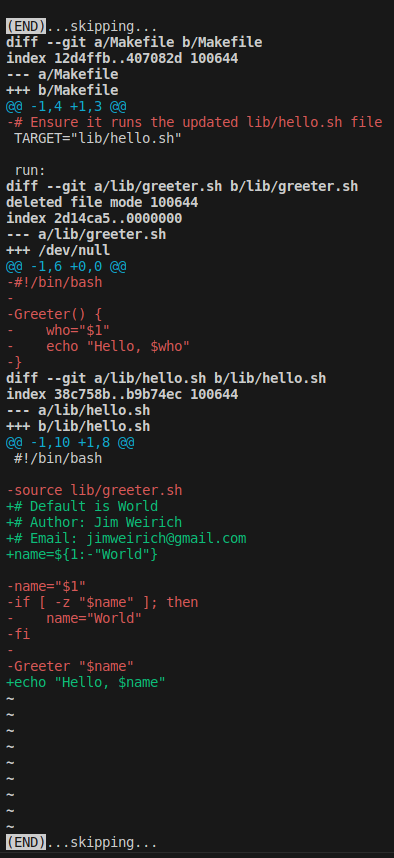 (END)...skipping...
diff --git a/Makefile b/Makefile
index 12d4ffb..407082d 100644
--- a/Makefile
+++ b/Makefile
@@ -1,4 +1,3 @@
-# Ensure it runs the updated lib/hello.sh file
 TARGET="lib/hello.sh"

 run:
diff --git a/lib/greeter.sh b/lib/greeter.sh
deleted file mode 100644
index 2d14ca5..0000000
--- a/lib/greeter.sh
+++ /dev/null
@@ -1,6 +0,0 @@
-#!/bin/bash
-
-Greeter() {
-    who="$1"
-    echo "Hello, $who"
-}
diff --git a/lib/hello.sh b/lib/hello.sh
index 38c758b..b9b74ec 100644
--- a/lib/hello.sh
+++ b/lib/hello.sh
@@ -1,10 +1,8 @@
 #!/bin/bash

-source lib/greeter.sh
+# Default is World
+# Author: Jim Weirich
+# Email: jimweirich@gmail.com
+name=${1:-"World"}

-name="$1"
-if [ -z "$name" ]; then
-    name="World"
-fi
-
-Greeter "$name"
+echo "Hello, $name"
~
~
~
~
~
~
~
~
~
(END)...skipping...